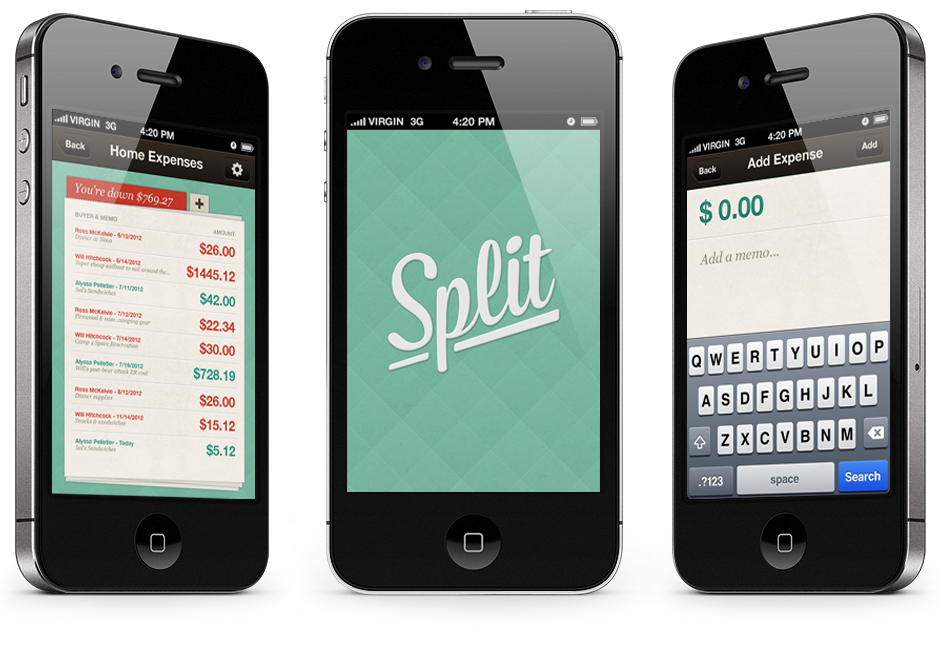 VIRGIN 3G 4:20 PM
Back Home Expenses
You're down $769.27 +
BUYER & MEMO AMOUNT
Ross McKelvie - 6/12/2012 $26.00
Dinner at Nines
Will Hitchcock - 6/14/2012 $1445.12
Super cheap sailboat to sail around the...
Alyssa Pelletier - 7/11/2012 $42.00
Sal's Sandwiches
Ross McKelvie - 7/12/2012 $22.34
Firewood & misc. camping gear
Will Hitchcock - 7/14/2012 $30.00
Camp 4 Space Reservation
Alyssa Pelletier - 7/19/2012 $728.19
Will's post-bear attack ER visit
Ross McKelvie - 8/12/2012 $26.00
Dinner supplies
Will Hitchcock - 11/14/2012 $15.12
Snacks & sandwiches
Alyssa Pelletier - Today $5.12
Sal's Sandwiches
VIRGIN 3G 4:20 PM
Split
VIRGIN 3G 4:20 PM
Back Add Expense Add
$ 0.00
Add a memo...
Q W E R T Y U I O P
A S D F G H J K L
Z X C V B N M
.?123 space Search